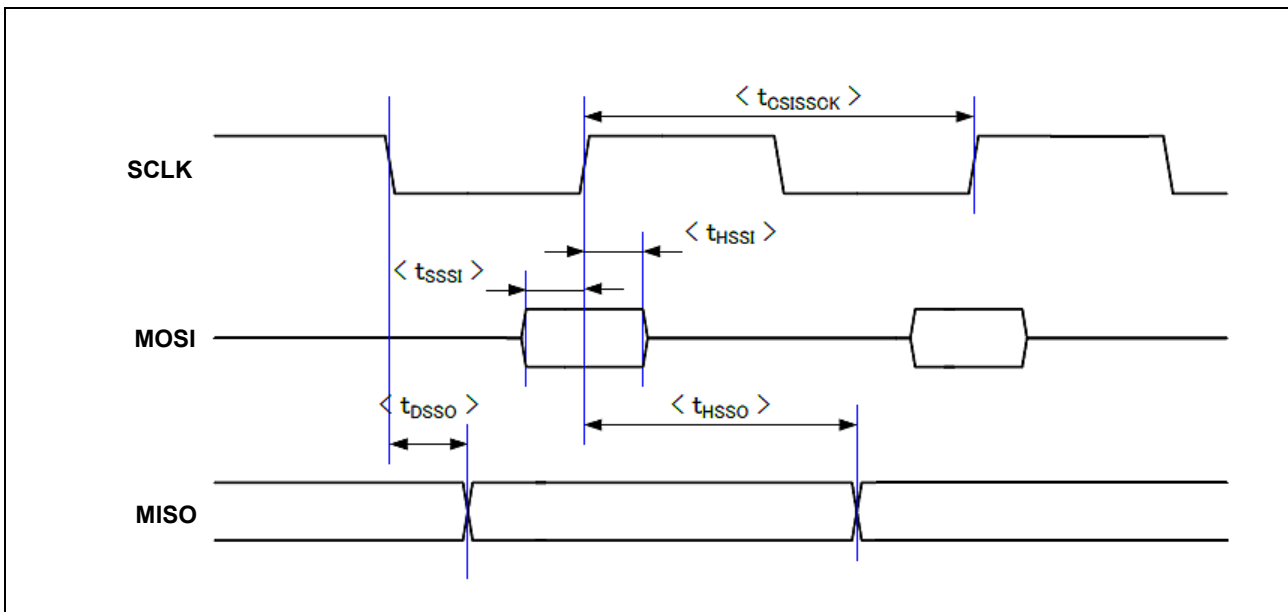 < tCSISSCK >
SCLK
< tHSSI >
< tSSSI >
MOSI
< tDSSO >
< tHSSO >
MISO